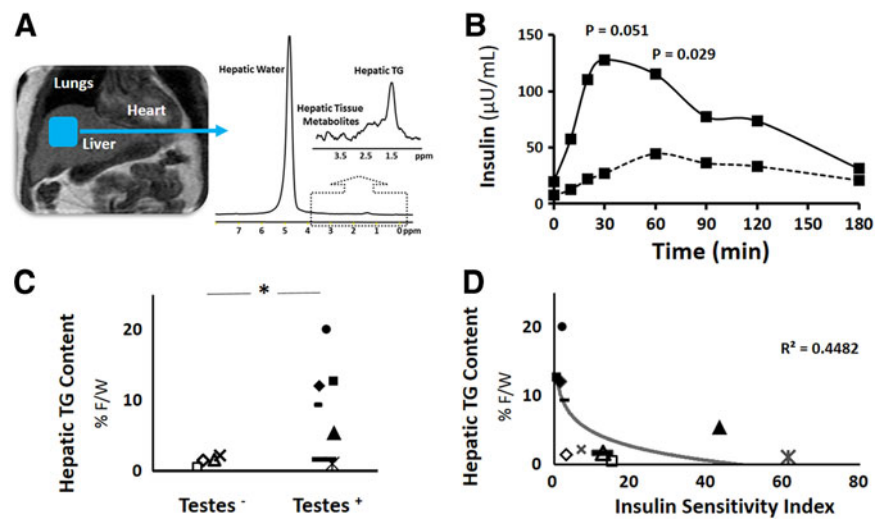 A
Lungs
Heart
Liver
Hepatic Water
Hepatic TG
Hepatic Tissue
Metabolites
3.5 2.5 1.5 ppm
7 6 5 4 3 2 1 0 ppm
B
Insulin (µU/mL)
150
100
50
0
P = 0.051
P = 0.029
0 30 60 90 120 150 180
Time (min)
C
Hepatic TG Content
% F/W
20
10
0
*
Testes - Testes +
D
Hepatic TG Content
% F/W
20
10
0
R² = 0.4482
0 20 40 60 80
Insulin Sensitivity Index